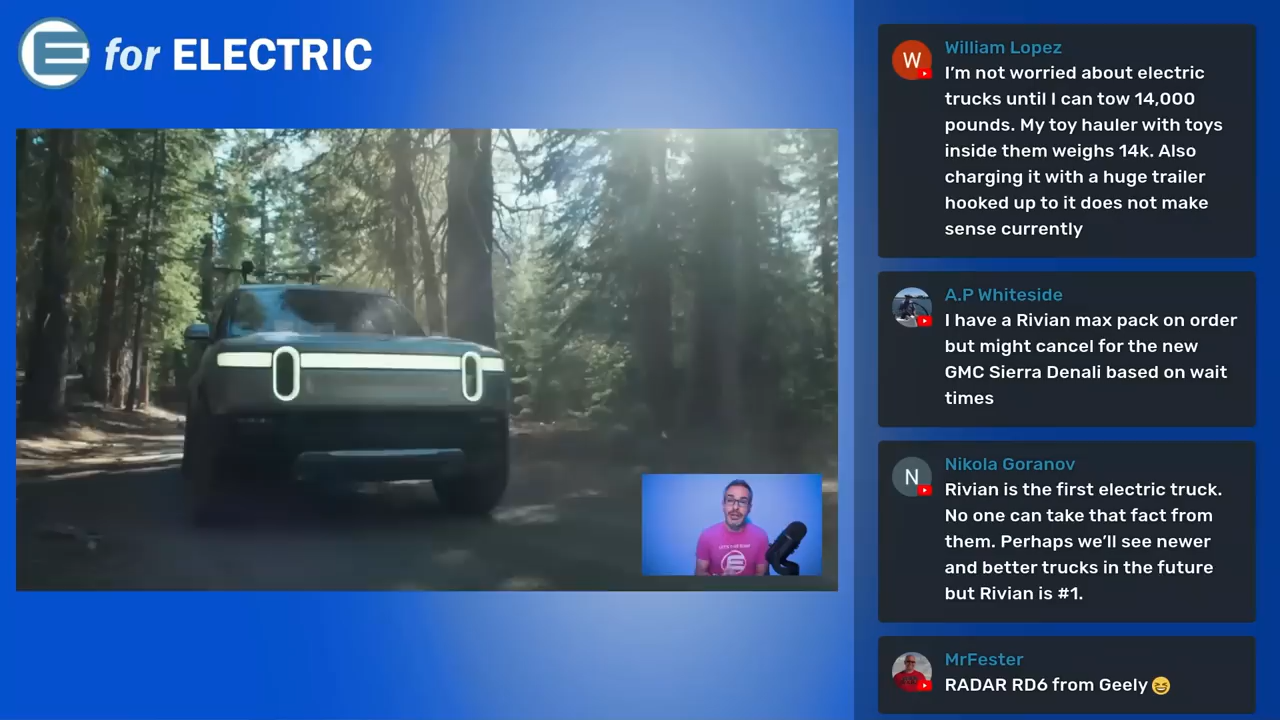 E for ELECTRIC
W
William Lopez
I'm not worried about electric
trucks until I can tow 14,000
pounds. My toy hauler with toys
inside them weighs 14k. Also
charging it with a huge trailer
hooked up to it does not make
sense currently
A.P Whiteside
I have a Rivian max pack on order
but might cancel for the new
GMC Sierra Denali based on wait
times
N
Nikola Goranov
Rivian is the first electric truck.
No one can take that fact from
them. Perhaps we'll see newer
and better trucks in the future
but Rivian is #1.
MrFester
RADAR RD6 from Geely😆